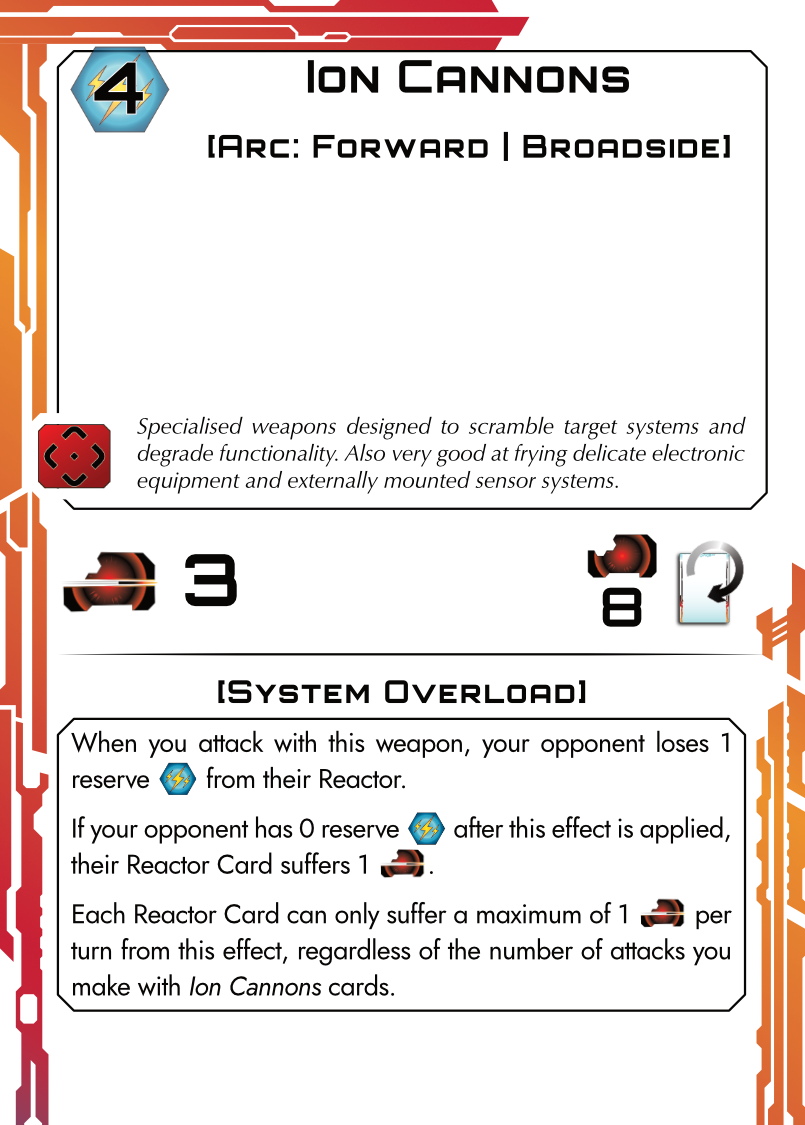 4
Ion Cannons
[Arc: Forward | Broadside]
Specialised weapons designed to scramble target systems and
degrade functionality. Also very good at frying delicate electronic
equipment and externally mounted sensor systems.
3
8
[System Overload]
When you attack with this weapon, your opponent loses 1
reserve from their Reactor.
If your opponent has 0 reserve after this effect is applied,
their Reactor Card suffers 1 .
Each Reactor Card can only suffer a maximum of 1 per
turn from this effect, regardless of the number of attacks you
make with Ion Cannons cards.